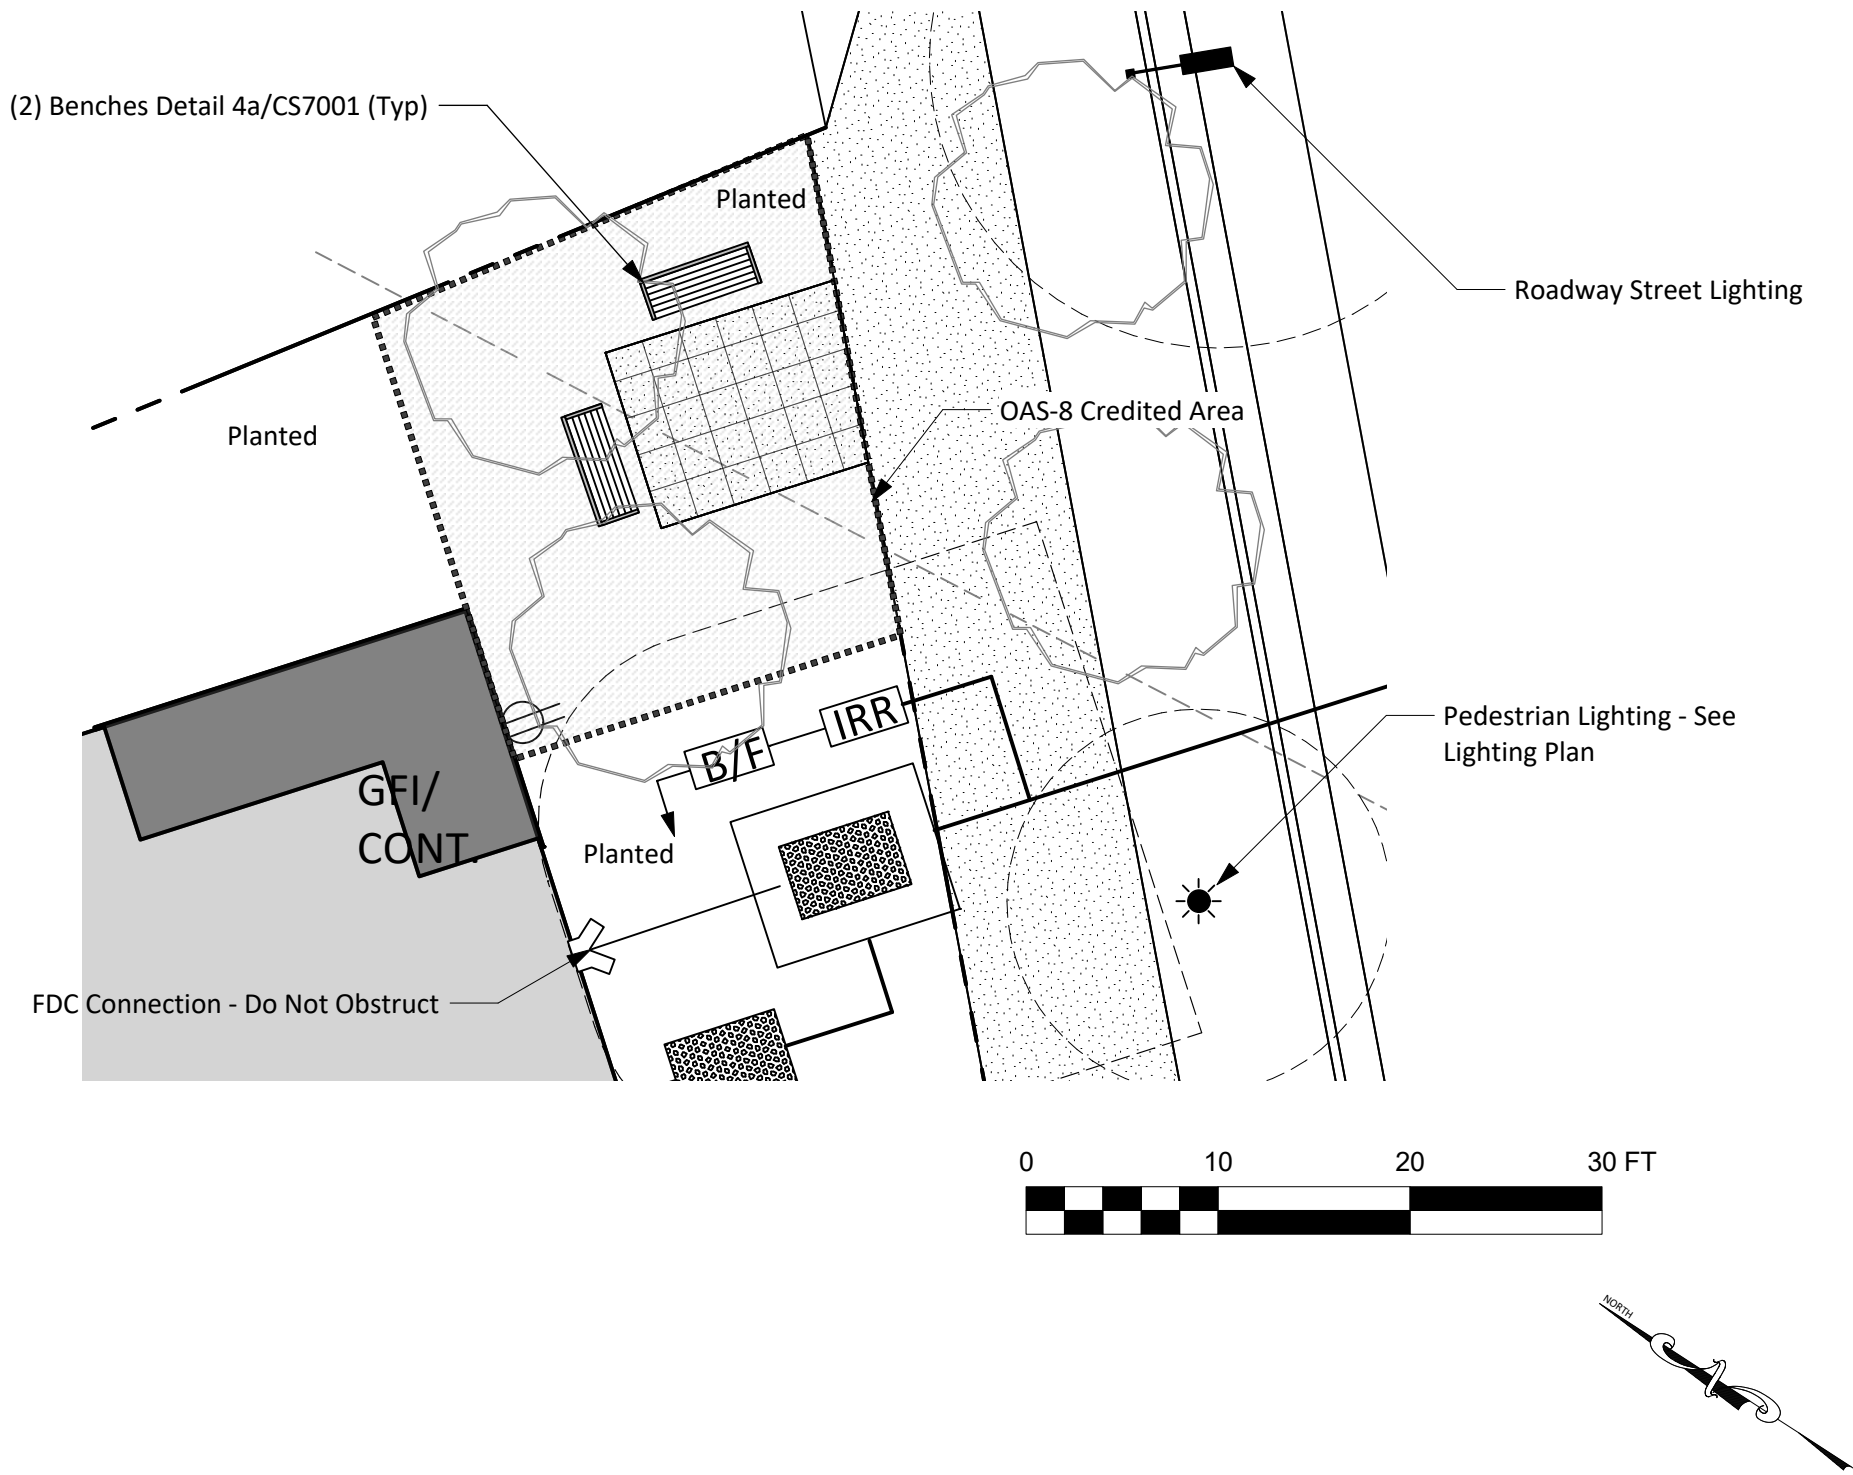 (2) Benches Detail 4a/CS7001 (Typ)
Planted
Roadway Street Lighting
OAS-8 Credited Area
Planted
IRR
Pedestrian Lighting - See
Lighting Plan
B/F
GFI/
CONT.
Planted
FDC Connection - Do Not Obstruct
0 10 20 30 FT
NORTH